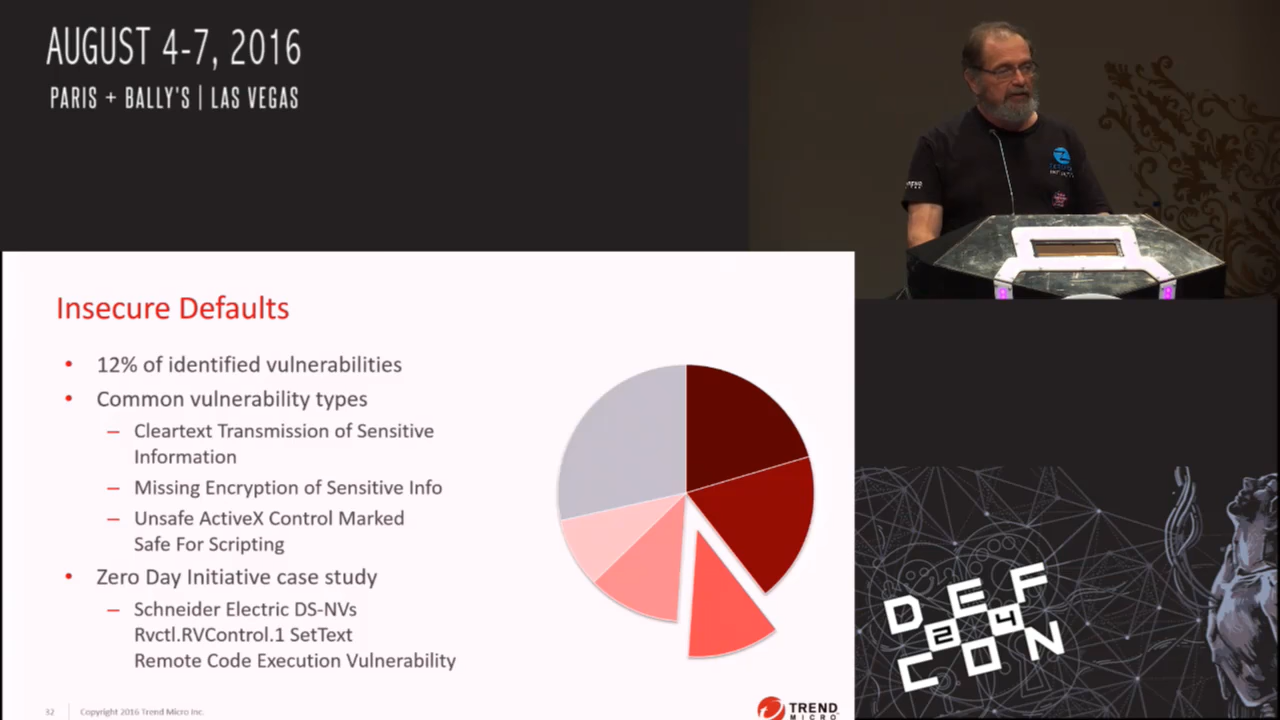 AUGUST 4-7, 2016
PARIS + BALLY'S | LAS VEGAS
Insecure Defaults
• 12% of identified vulnerabilities
• Common vulnerability types
– Cleartext Transmission of Sensitive
Information
– Missing Encryption of Sensitive Info
– Unsafe ActiveX Control Marked
Safe For Scripting
• Zero Day Initiative case study
– Schneider Electric DS-NVs
Rvctl.RVControl.1 SetText
Remote Code Execution Vulnerability
32
Copyright 2016 Trend Micro Inc.
TREND
MICRO
DEF
24
CON